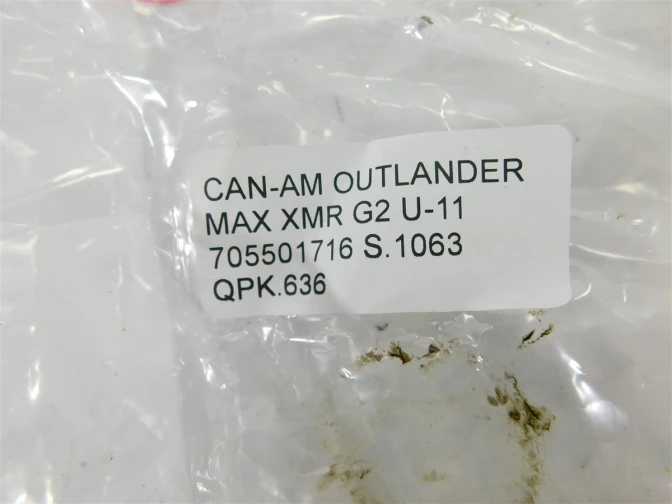 CAN-AM OUTLANDER
MAX XMR G2 U-11
705501716 S.1063
QPK.636